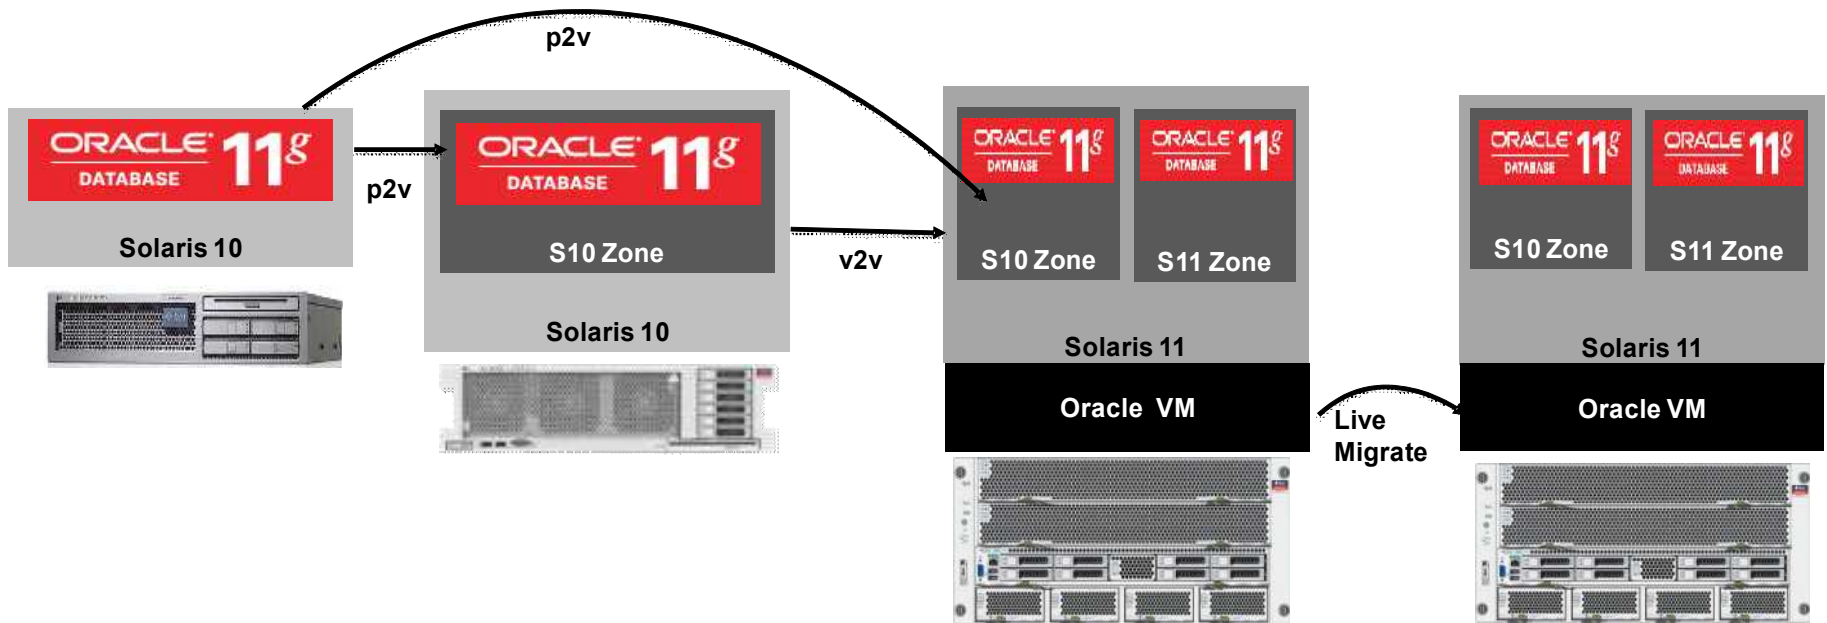 p2v
ORACLE 11g
DATABASE
Solaris 10
p2v
ORACLE 11g
DATABASE
S10 Zone
Solaris 10
v2v
ORACLE 11g
DATABASE
S10 Zone
ORACLE 11g
DATABASE
S11 Zone
Solaris 11
Oracle VM
Live
Migrate
ORACLE 11g
DATABASE
S10 Zone
ORACLE 11g
DATABASE
S11 Zone
Solaris 11
Oracle VM